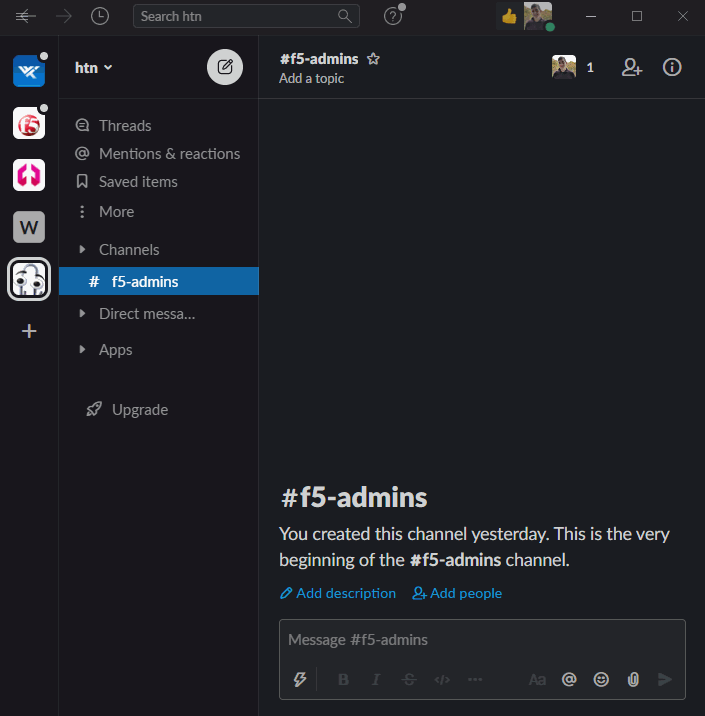 Search htn
htn
#f5-admins
Add a topic
1
Threads
Mentions & reactions
Saved items
More
Channels
# f5-admins
Direct messa...
Apps
Upgrade
f5
W
#f5-admins
You created this channel yesterday. This is the very
beginning of the #f5-admins channel.
Add description
Add people
Message #f5-admins
B I S </> Aa @